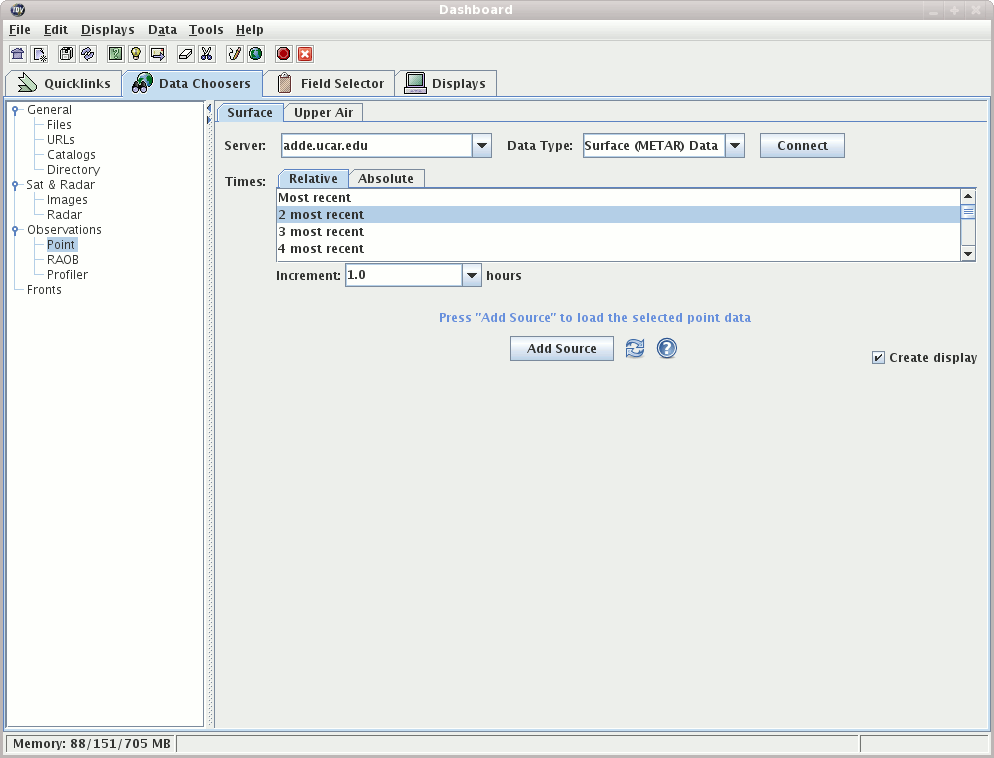 IDV Dashboard
File Edit Displays Data Tools Help
Quicklinks Data Choosers Field Selector Displays
General
Files
URLs
Catalogs
Directory
Sat & Radar
Images
Radar
Observations
Point
RAOB
Profiler
Fronts
Surface Upper Air
Server: adde.ucar.edu Data Type: Surface (METAR) Data Connect
Times: Relative Absolute
Most recent
2 most recent
3 most recent
4 most recent
Increment: 1.0 hours
Press "Add Source" to load the selected point data
Add Source
Create display
Memory: 88/151/705 MB